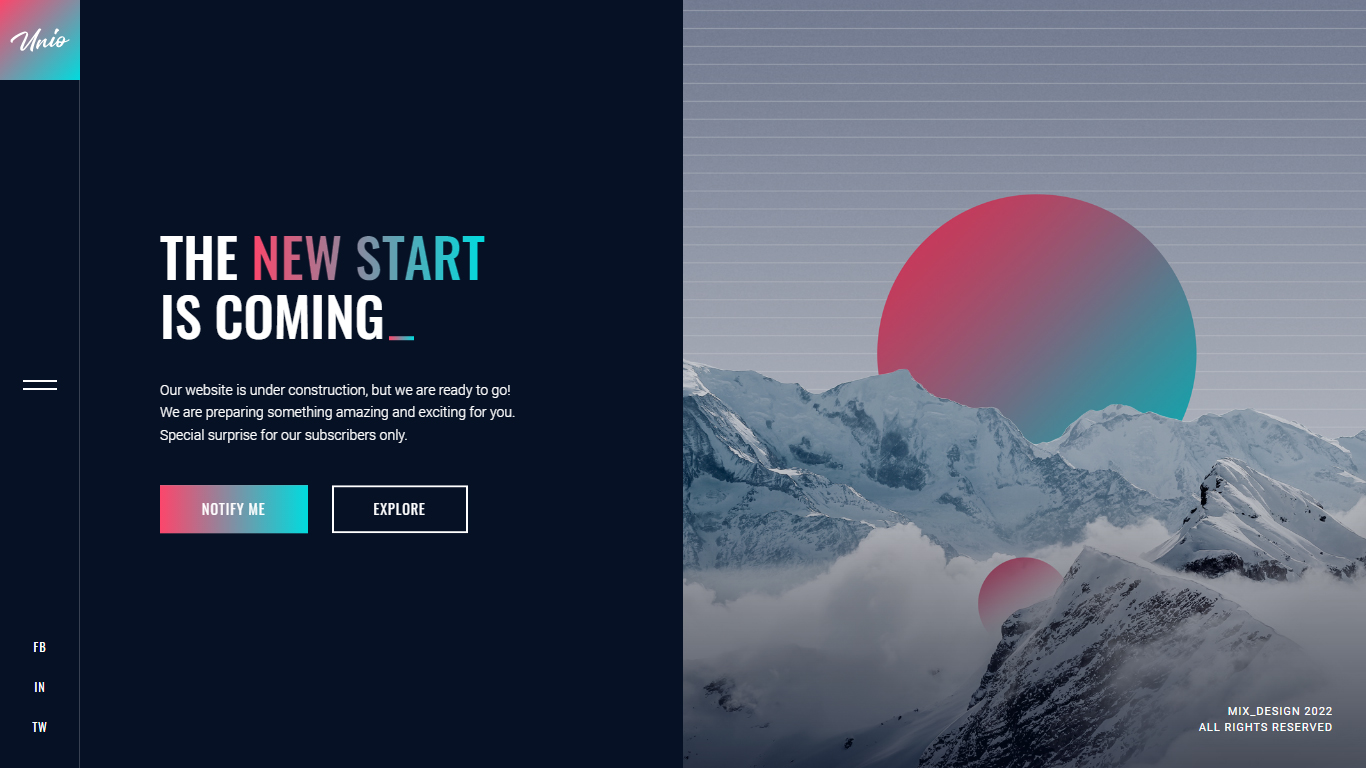 Unio
THE NEW START
IS COMING_
Our website is under construction, but we are ready to go!
We are preparing something amazing and exciting for you.
Special surprise for our subscribers only.
NOTIFY ME
EXPLORE
FB
IN
TW
MIX_DESIGN 2022
ALL RIGHTS RESERVED